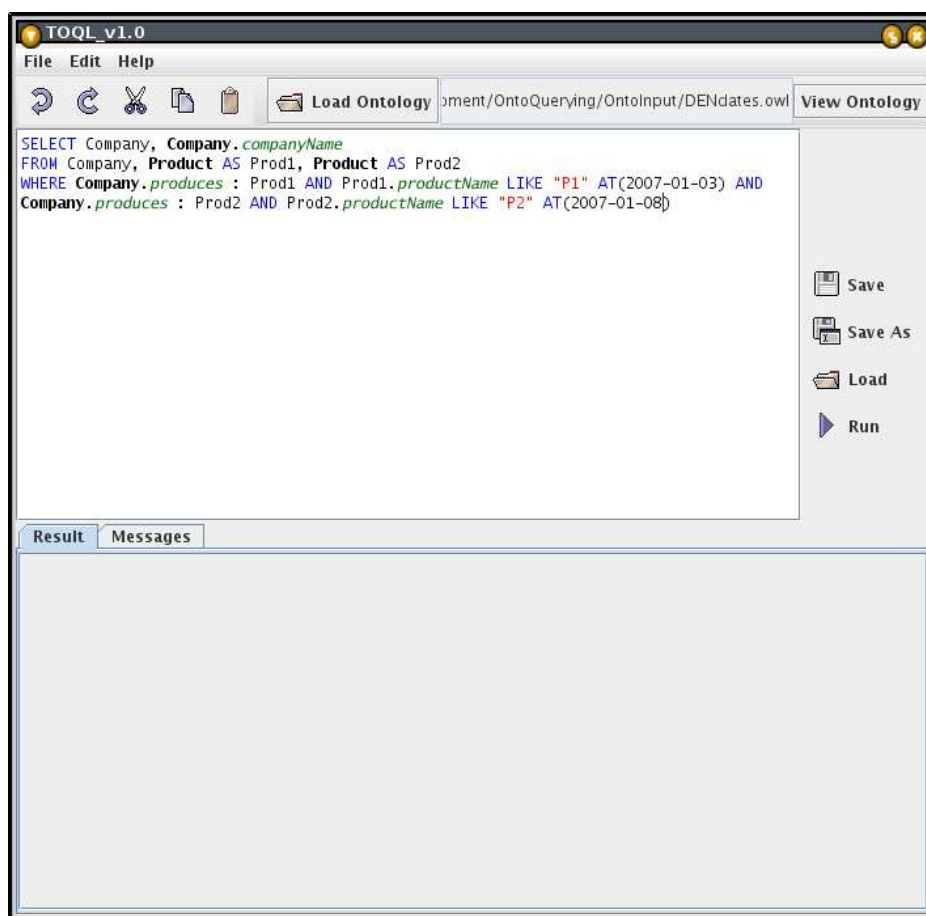 TOQL_v1.0
File Edit Help
Load Ontology ment/OntoQuerying/OntoInput/DENdates.owl View Ontology
SELECT Company, Company.companyName
FROM Company, Product AS Prod1, Product AS Prod2
WHERE Company.produces : Prod1 AND Prod1.productName LIKE "P1" AT(2007-01-03) AND
Company.produces : Prod2 AND Prod2.productName LIKE "P2" AT(2007-01-08)
Save
Save As
Load
Run
Result Messages